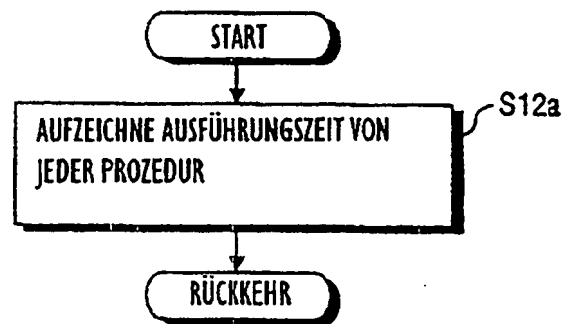 START
AUFZEICHNE AUSFÜHRUNGSZEIT VON
JEDER PROZEDUR
S12a
RÜCKKEHR